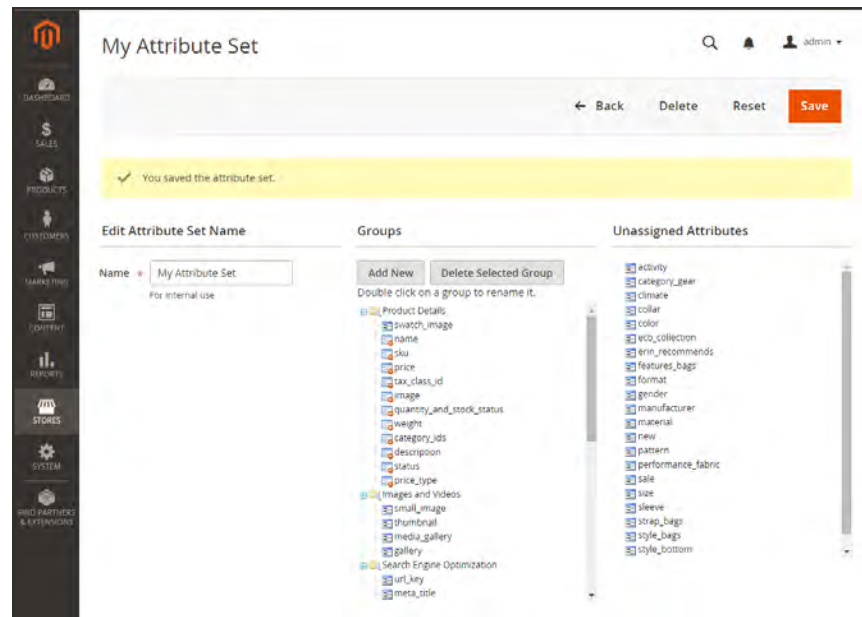 My Attribute Set
admin
DASHBOARD
SALES
PRODUCTS
CUSTOMERS
MARKETING
CONTENT
REPORTS
STORES
SYSTEM
FIND PARTNERS
& EXTENSIONS
← Back Delete Reset Save
You saved the attribute set.
Edit Attribute Set Name
Name * My Attribute Set
For internal use
Groups
Add New Delete Selected Group
Double click on a group to rename it.
Product Details
swatch_image
name
sku
price
tax_class_id
image
quantity_and_stock_status
weight
category_ids
description
status
price_type
Images and Videos
small_image
thumbnail
media_gallery
gallery
Search Engine Optimization
url_key
meta_title
Unassigned Attributes
activity
category_gear
climate
collar
color
eco_collection
erin_recommends
features_bags
format
gender
manufacturer
material
new
pattern
performance_fabric
sale
size
sleeve
strap_bags
style_bags
style_bottom